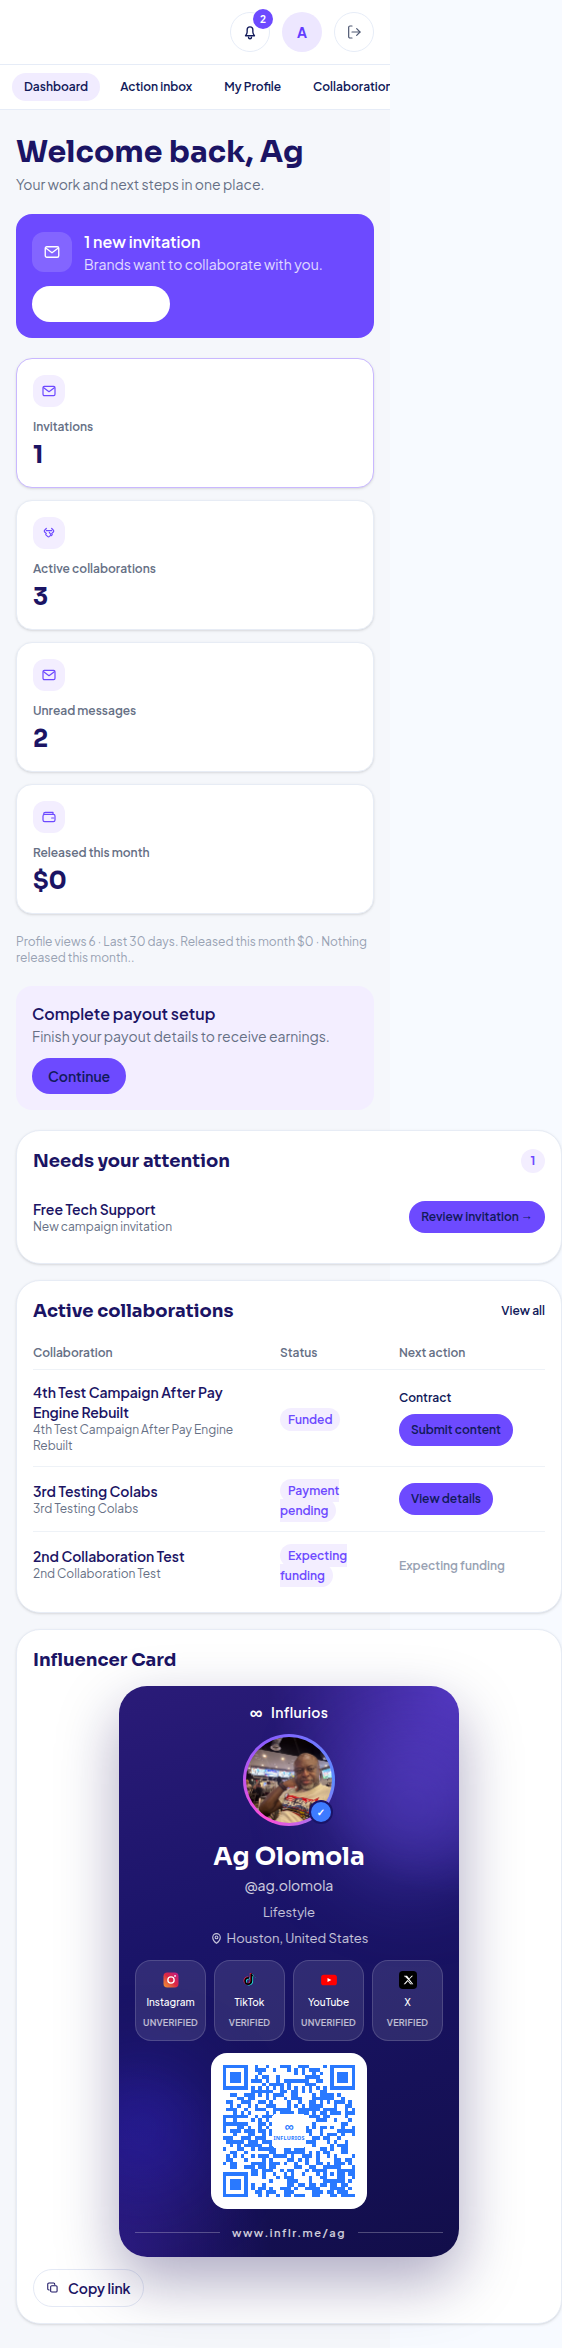 2
A
Dashboard Action Inbox My Profile Collaboration
Welcome back, Ag
Your work and next steps in one place.
1 new invitation
Brands want to collaborate with you.
Invitations
1
Active collaborations
3
Unread messages
2
Released this month
$0
Profile views 6 · Last 30 days. Released this month $0 · Nothing
released this month..
Complete payout setup
Finish your payout details to receive earnings.
Continue
Needs your attention 1
Free Tech Support
New campaign invitation
Review invitation →
Active collaborations View all
Collaboration Status Next action
4th Test Campaign After Pay
Engine Rebuilt
4th Test Campaign After Pay Engine
Rebuilt
Funded
Contract
Submit content
3rd Testing Colabs
3rd Testing Colabs
Payment
pending
View details
2nd Collaboration Test
2nd Collaboration Test
Expecting
funding
Expecting funding
Influencer Card
∞ Influrios
Ag Olomola
@ag.olomola
Lifestyle
Houston, United States
Instagram TikTok YouTube X
UNVERIFIED VERIFIED UNVERIFIED VERIFIED
∞
INFLURIOS
www.inflr.me/ag
Copy link